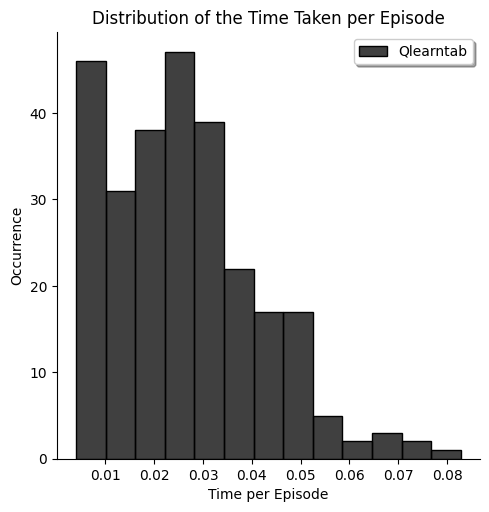 Distribution of the Time Taken per Episode
Qlearntab
Occurrence
40
30
20
10
0
0.01 0.02 0.03 0.04 0.05 0.06 0.07 0.08
Time per Episode